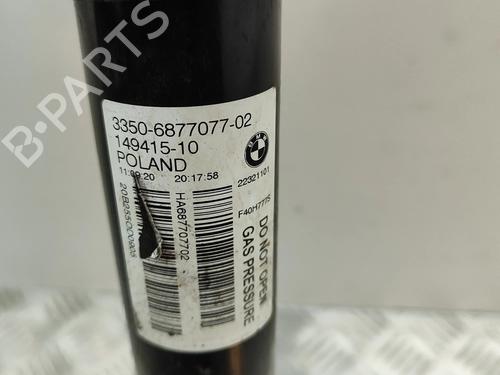 3350-6877077-02
149415-10
POLAND
11:09:20 20:17:58
22321101
BMW
HA687707702
F40H7775
DO NOT OPEN
GAS PRESSURE
B-PARTS